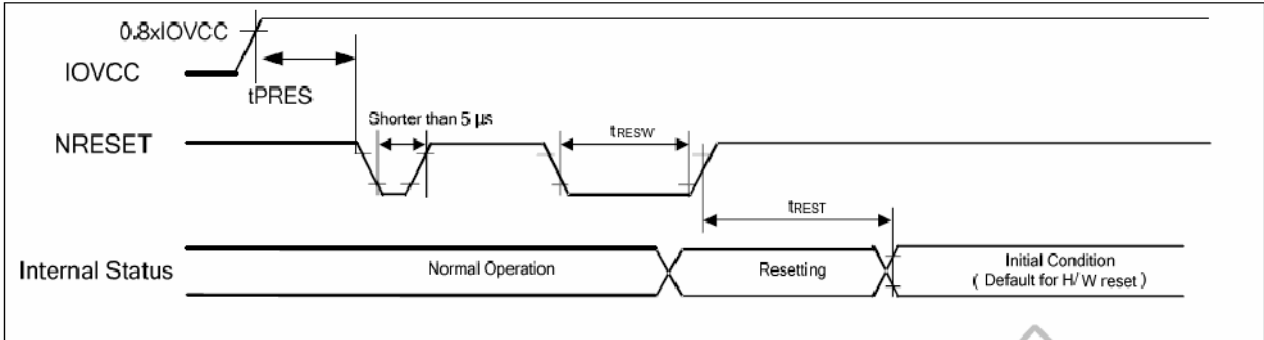 0.8xIOVCC
IOVCC
tPRES
Shorter than 5 µs
NRESET
tRESW
tREST
Internal Status
Normal Operation
Resetting
Initial Condition
( Default for H/W reset )